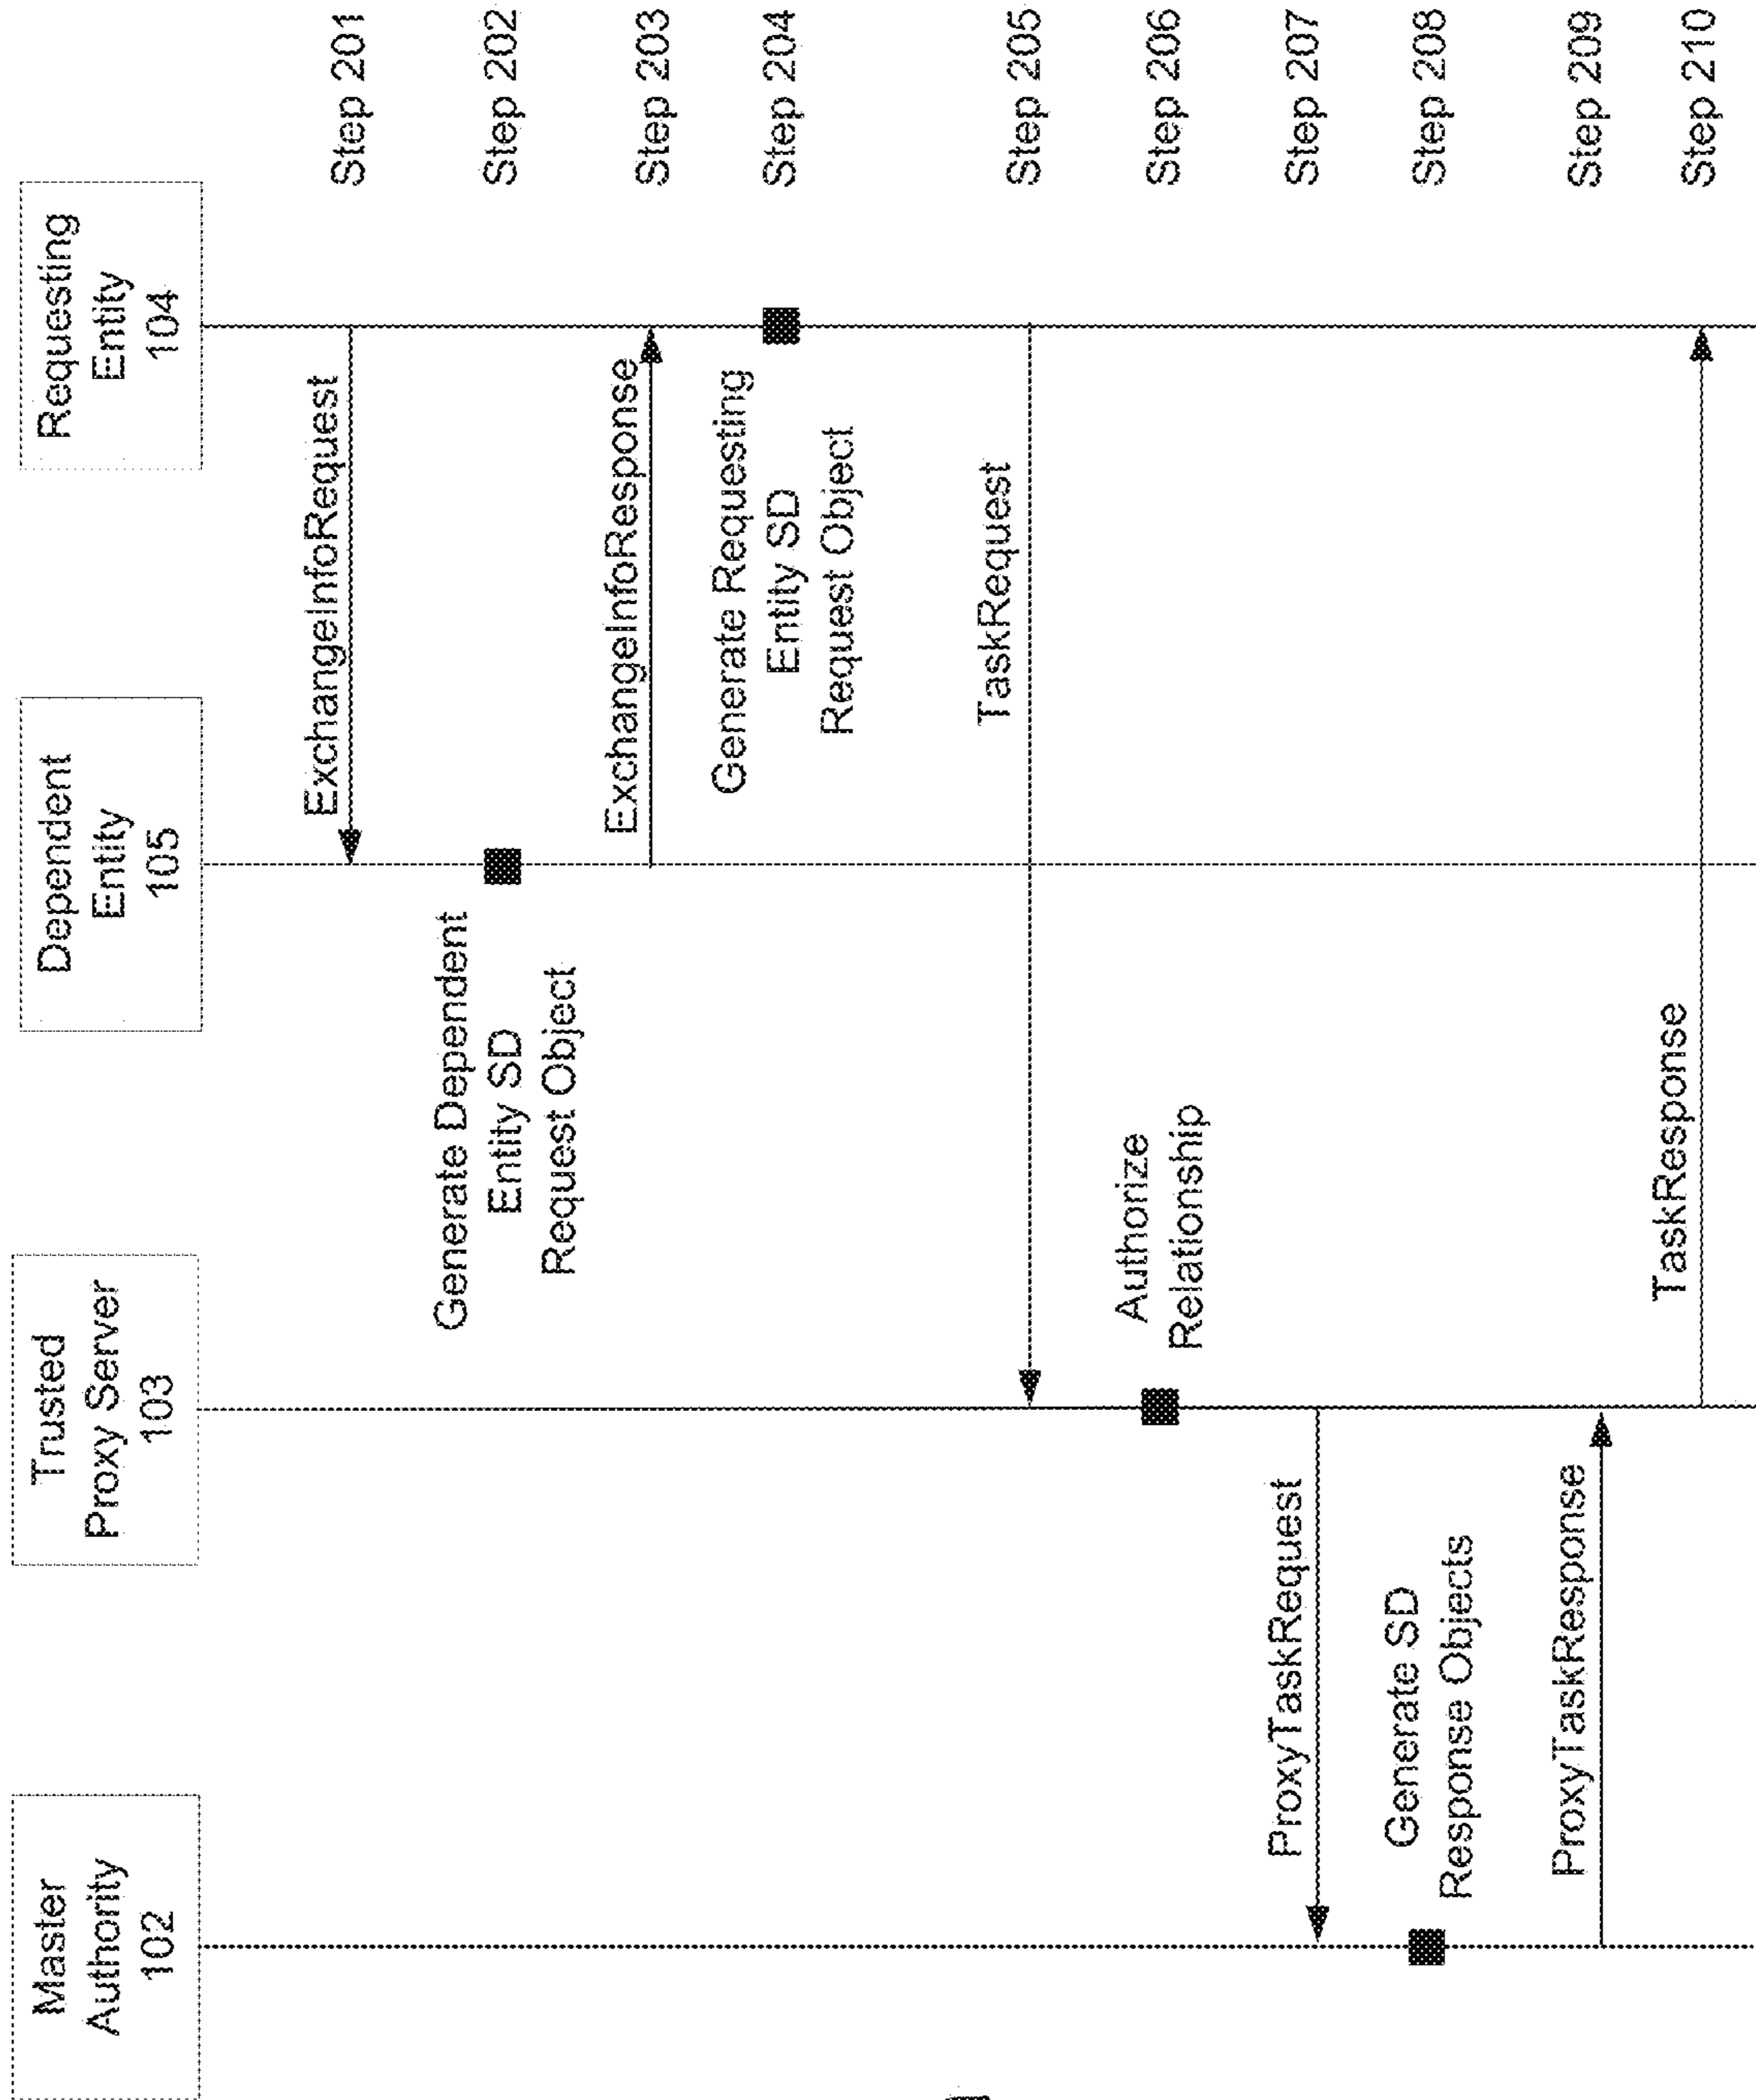 Master
Authority
102
Trusted
Proxy Server
103
Dependent
Entity
105
Requesting
Entity
104
ExchangeInfoRequest
Step 201
Generate Dependent
Entity SD
Request Object
Step 202
ExchangeInfoResponse
Step 203
Generate Requesting
Entity SD
Request Object
Step 204
TaskRequest
Step 205
Authorize
Relationship
Step 206
ProxyTaskRequest
Step 207
Generate SD
Response Objects
Step 208
ProxyTaskResponse
Step 209
TaskResponse
Step 210